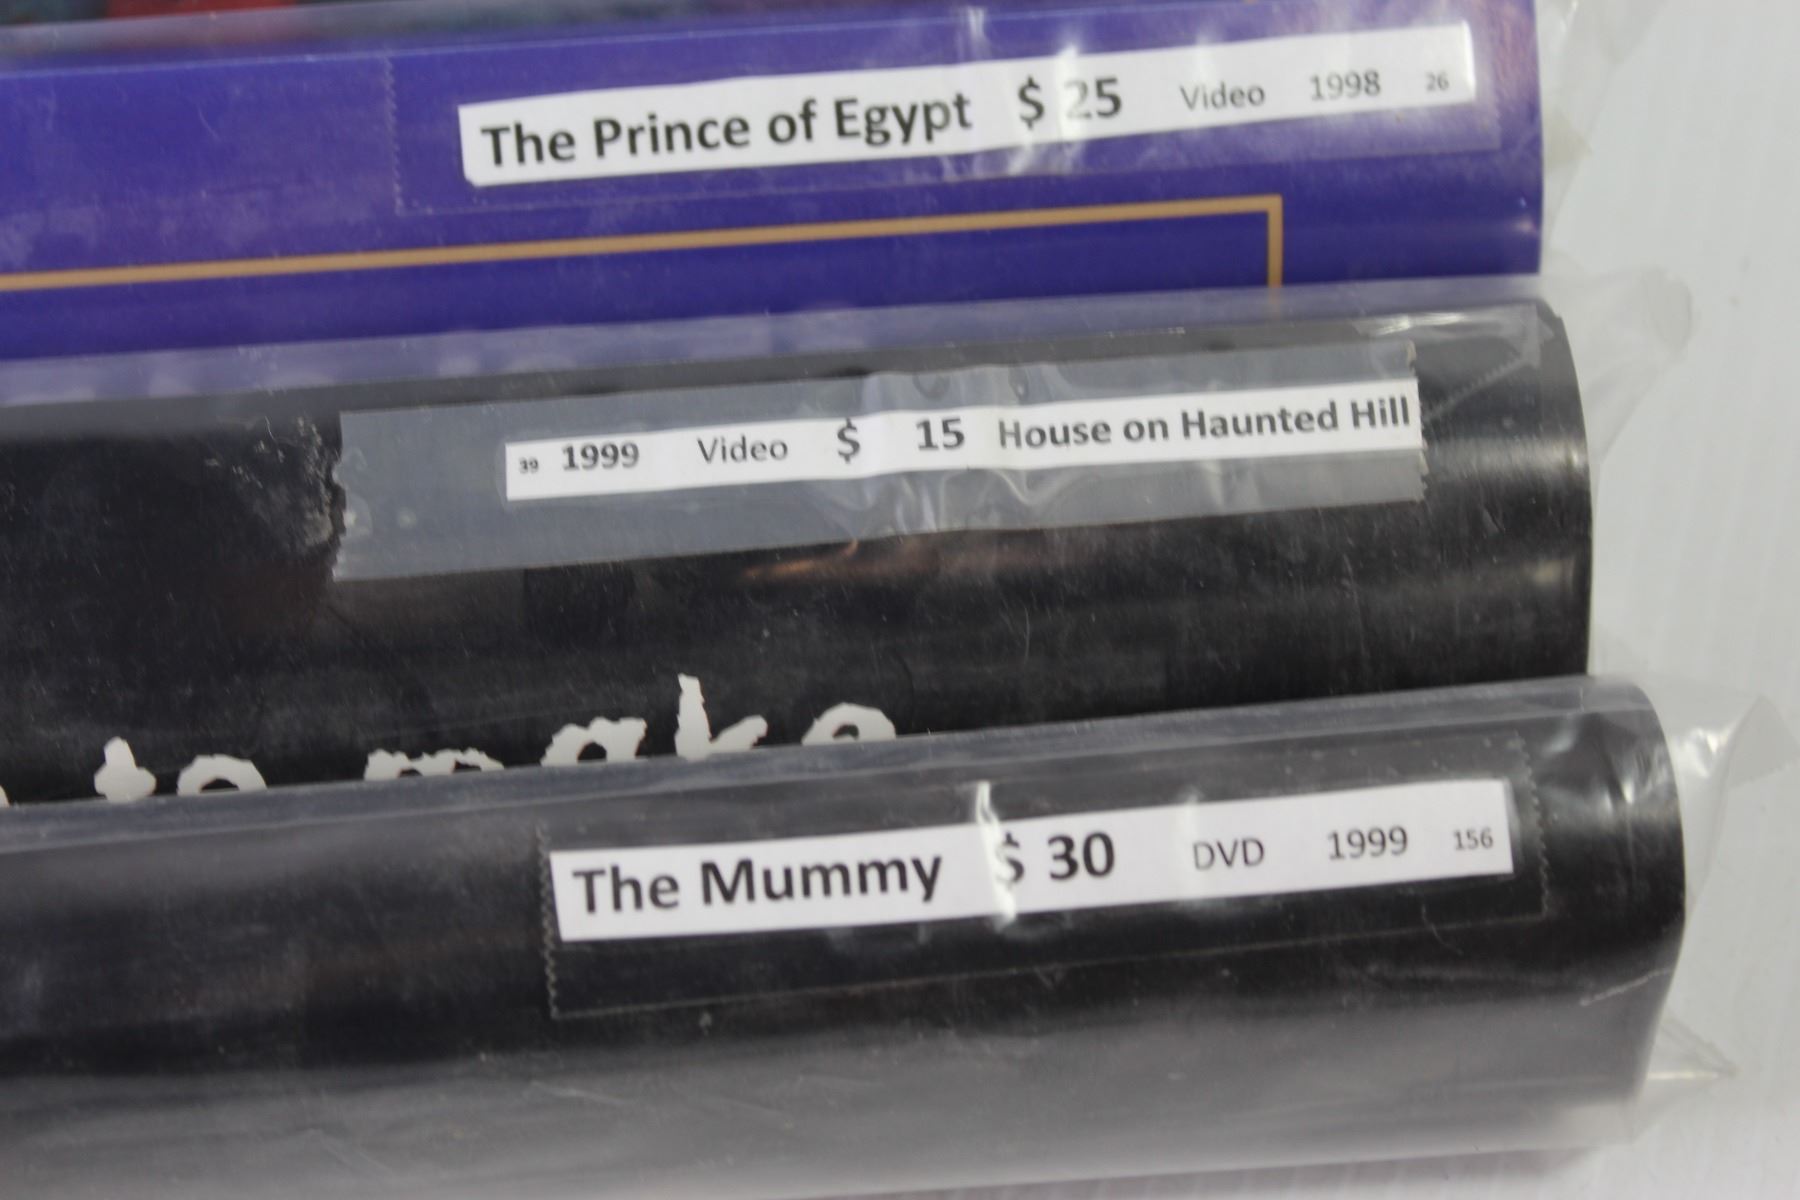 The Prince of Egypt $ 25 Video 1998 26
39 1999 Video $ 15 House on Haunted Hill
to make
The Mummy $ 30 DVD 1999 156